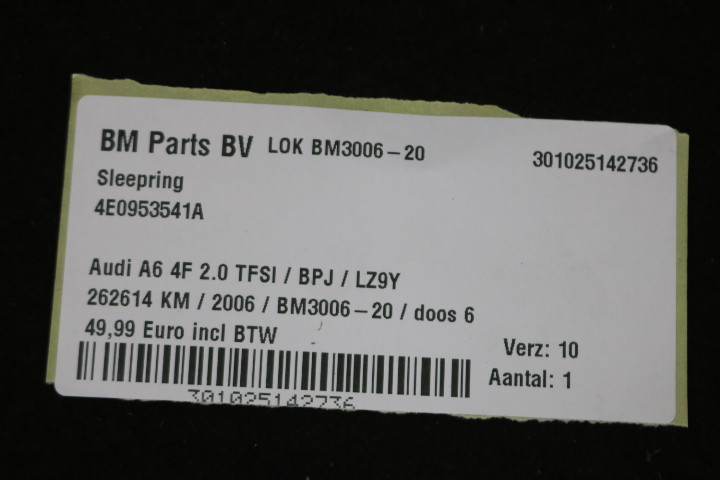 BM Parts BV LOK BM3006-20 301025142736
Sleepring
4E0953541A
Audi A6 4F 2.0 TFSI / BPJ / LZ9Y
262614 KM / 2006 / BM3006-20 / doos 6
49,99 Euro incl BTW
Verz: 10
Aantal: 1
301025142736